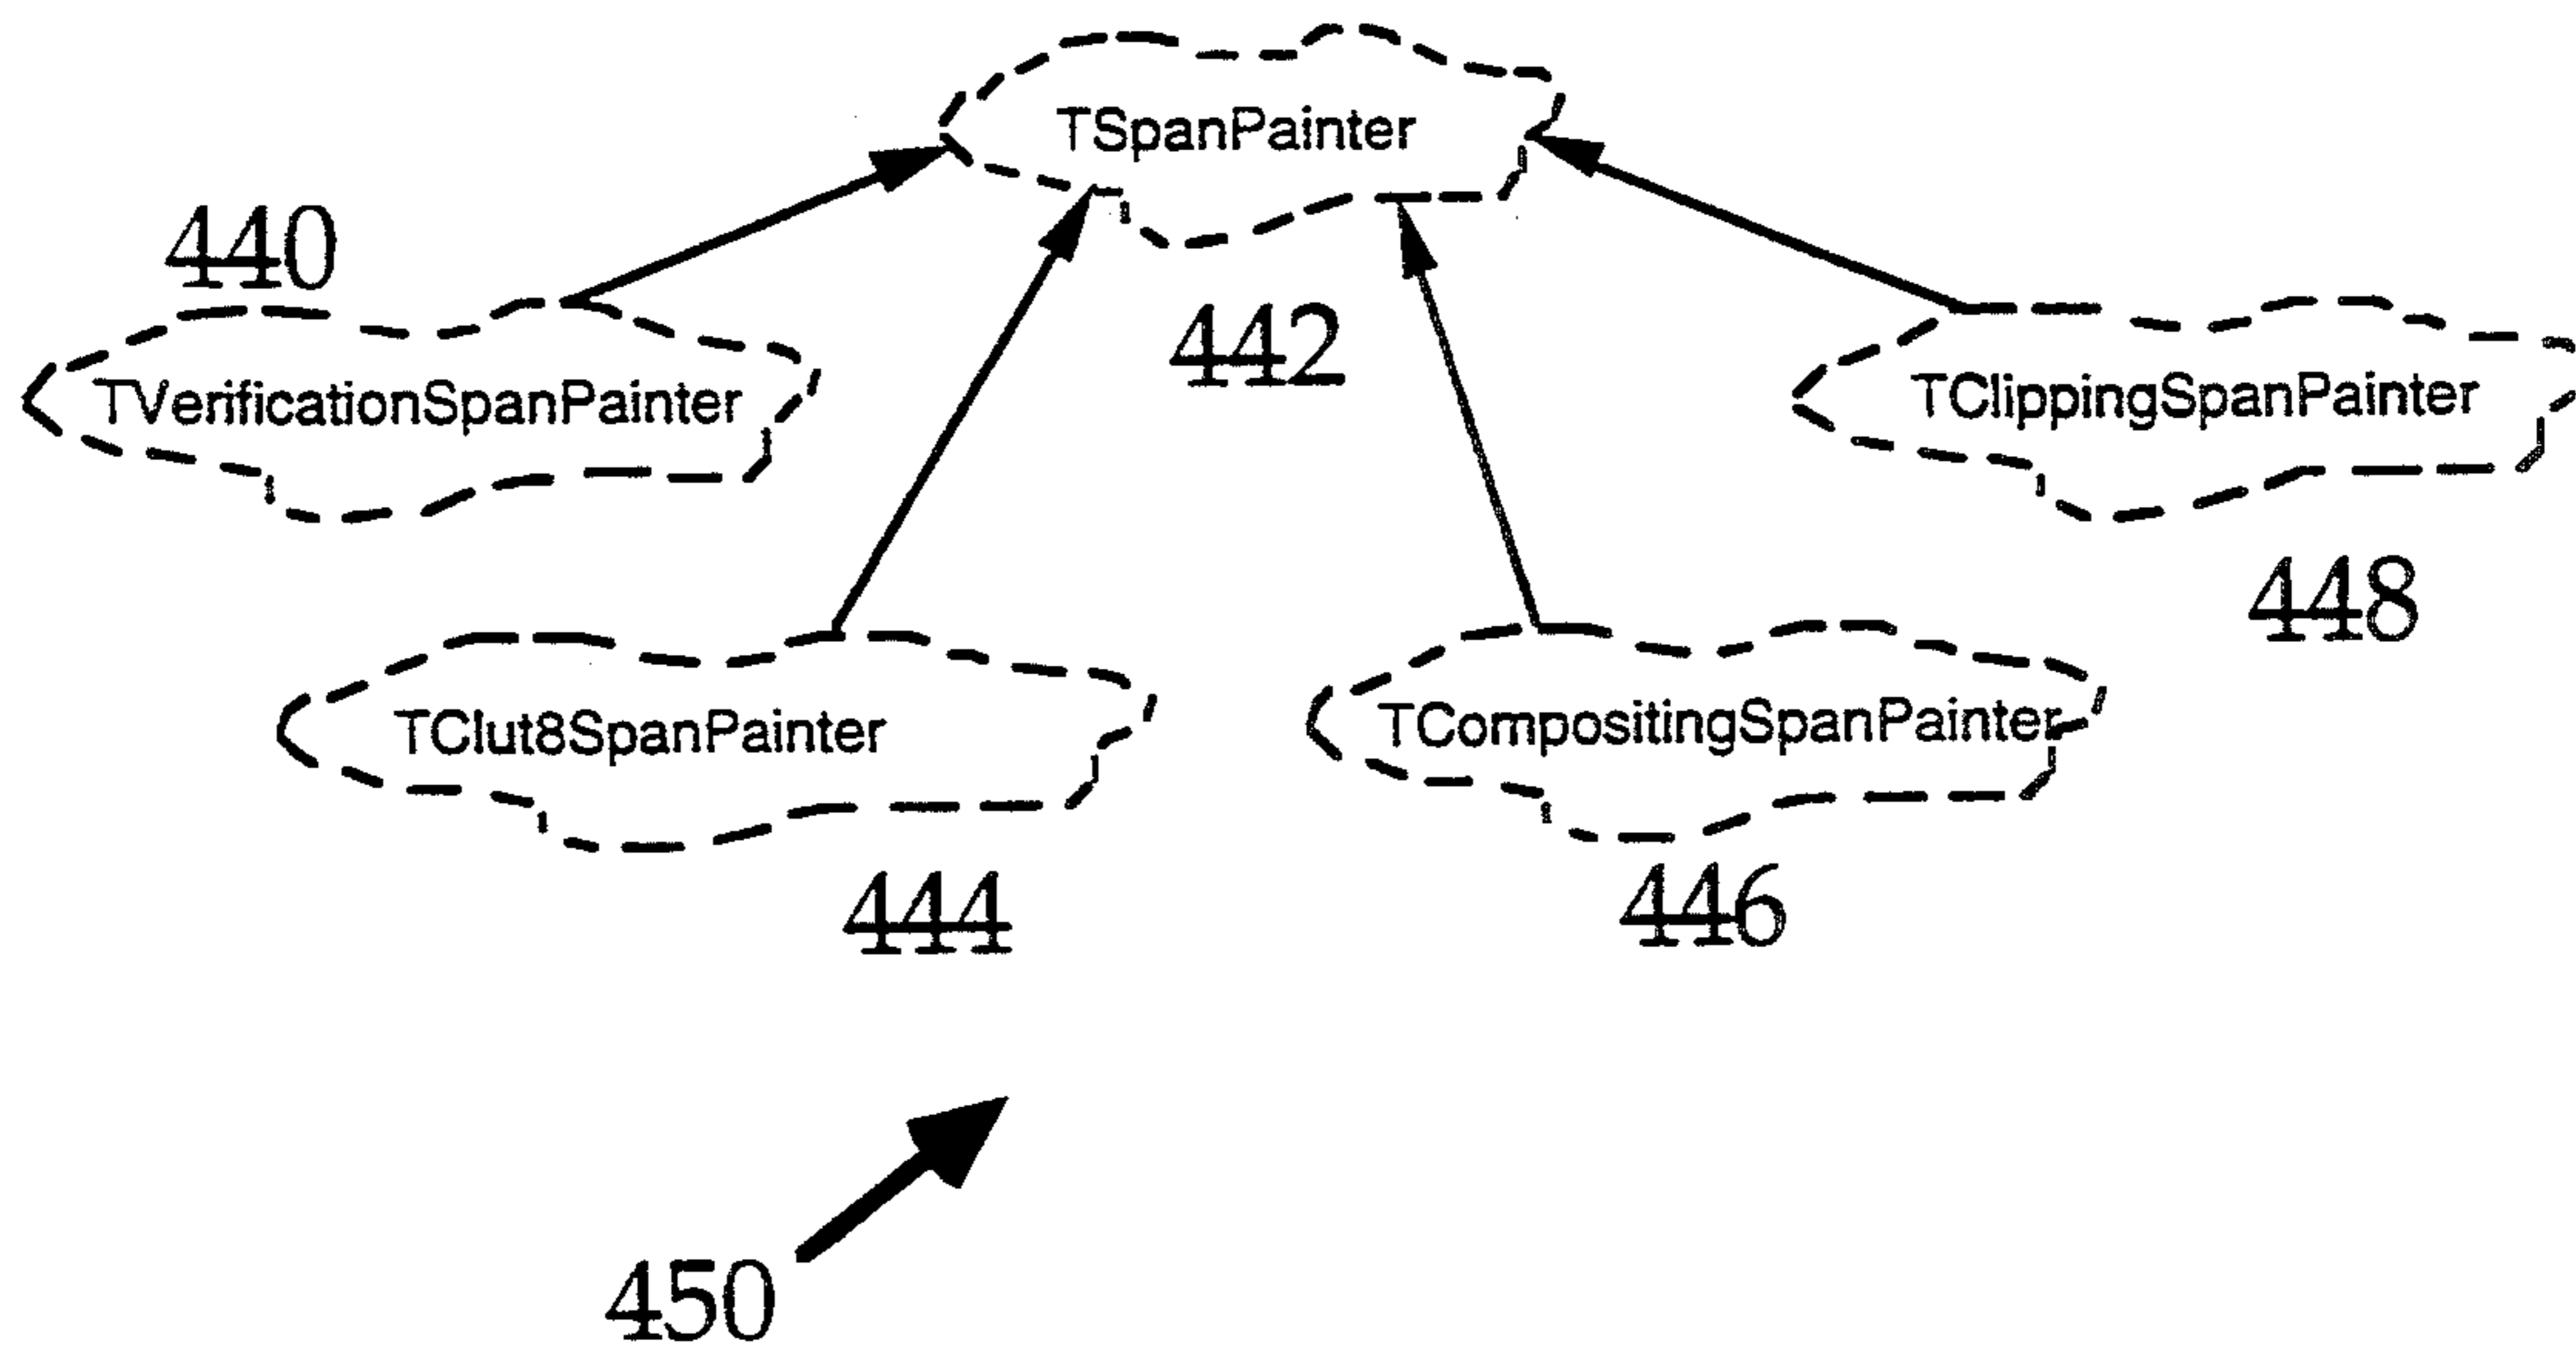 TSpanPainter
440
442
TVerificationSpanPainter
TClippingSpanPainter
448
TClut8SpanPainter
TCompositingSpanPainter
444
446
450